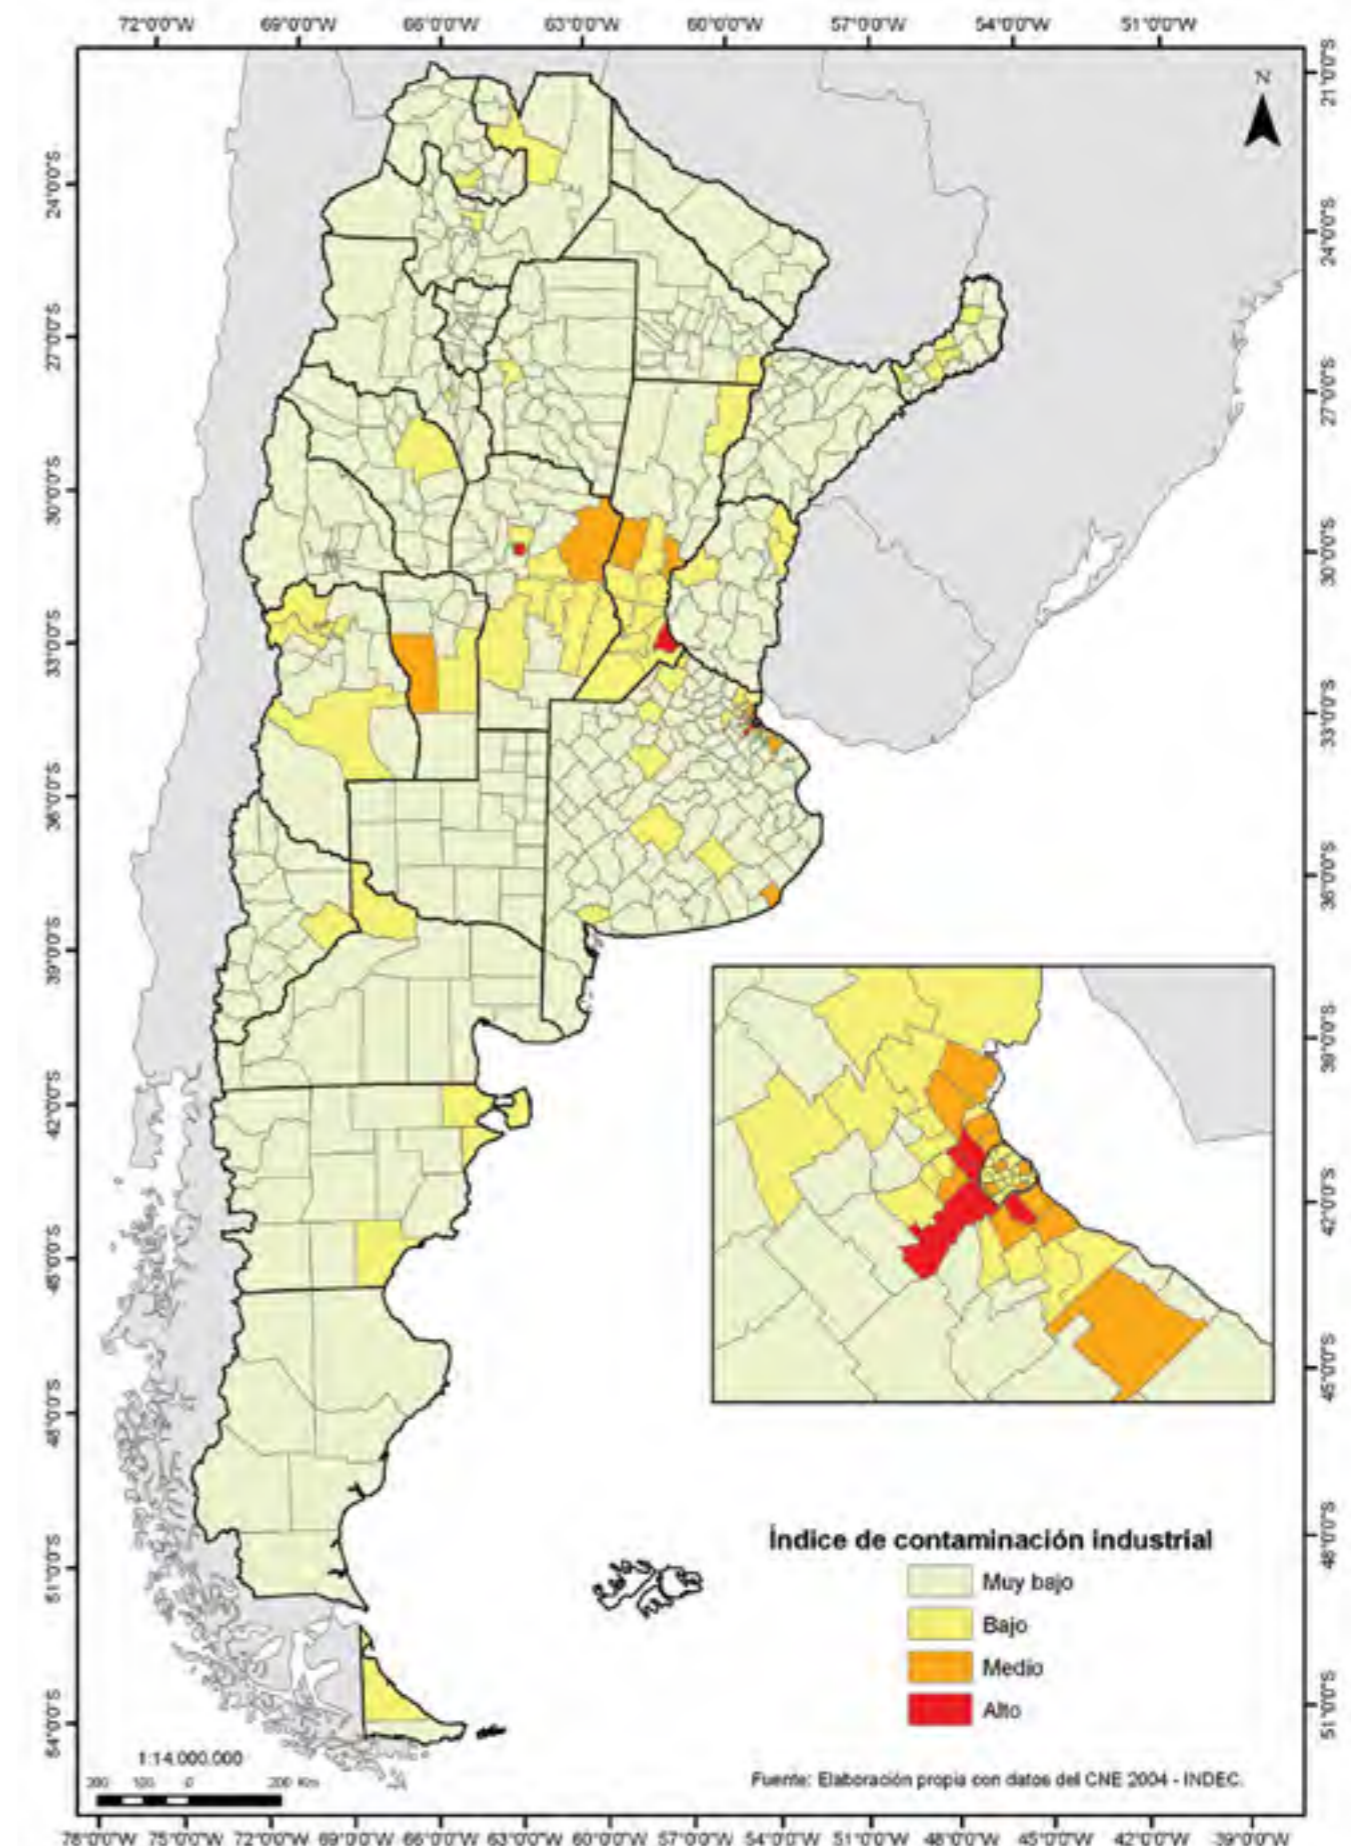 72°0'0"W 69°0'0"W 66°0'0"W 63°0'0"W 60°0'0"W 57°0'0"W 54°0'0"W 51°0'0"W
N
21°0'0"S
24°0'0"S
27°0'0"S
30°0'0"S
33°0'0"S
36°0'0"S
39°0'0"S
42°0'0"S
45°0'0"S
48°0'0"S
51°0'0"S
24°0'0"S
27°0'0"S
30°0'0"S
33°0'0"S
36°0'0"S
39°0'0"S
42°0'0"S
45°0'0"S
48°0'0"S
51°0'0"S
54°0'0"S
Índice de contaminación industrial
Muy bajo
Bajo
Medio
Alto
1:14.000.000
200 100 0 200 Km
Fuente: Elaboración propia con datos del CNE 2004 - INDEC.
78°0'0"W 75°0'0"W 72°0'0"W 69°0'0"W 66°0'0"W 63°0'0"W 60°0'0"W 57°0'0"W 54°0'0"W 51°0'0"W 48°0'0"W 45°0'0"W 42°0'0"W 39°0'0"W